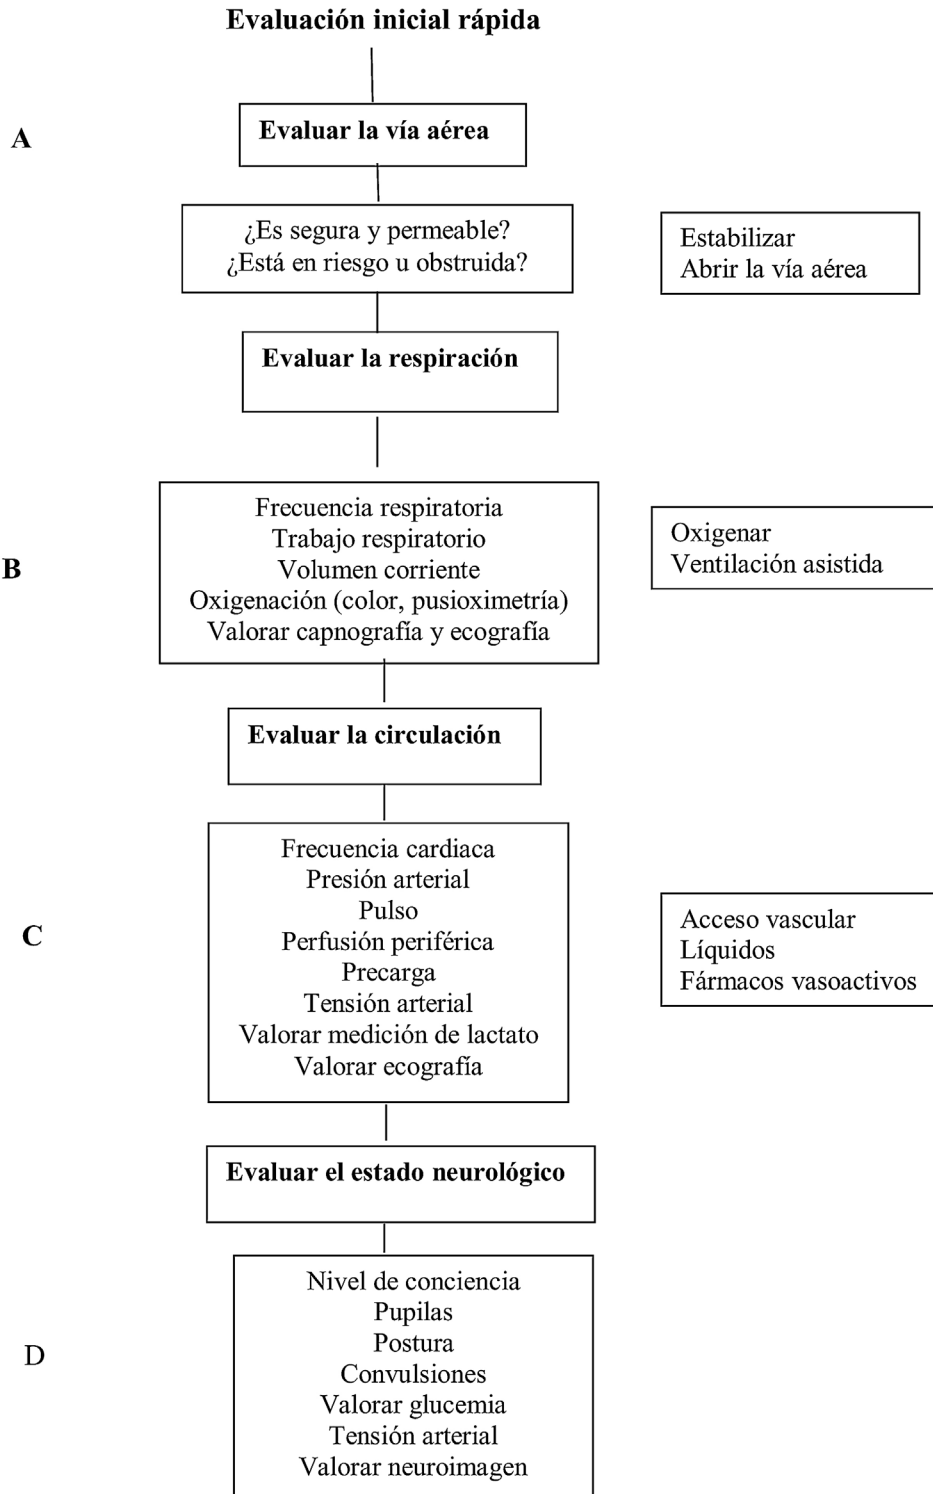 Evaluación inicial rápida
A
Evaluar la vía aérea
¿Es segura y permeable?
¿Está en riesgo u obstruida?
Estabilizar
Abrir la vía aérea
Evaluar la respiración
B
Frecuencia respiratoria
Trabajo respiratorio
Volumen corriente
Oxigenación (color, pusioximetría)
Valorar capnografía y ecografía
Oxigenar
Ventilación asistida
Evaluar la circulación
C
Frecuencia cardiaca
Presión arterial
Pulso
Perfusión periférica
Precarga
Tensión arterial
Valorar medición de lactato
Valorar ecografía
Acceso vascular
Líquidos
Fármacos vasoactivos
Evaluar el estado neurológico
D
Nivel de conciencia
Pupilas
Postura
Convulsiones
Valorar glucemia
Tensión arterial
Valorar neuroimagen